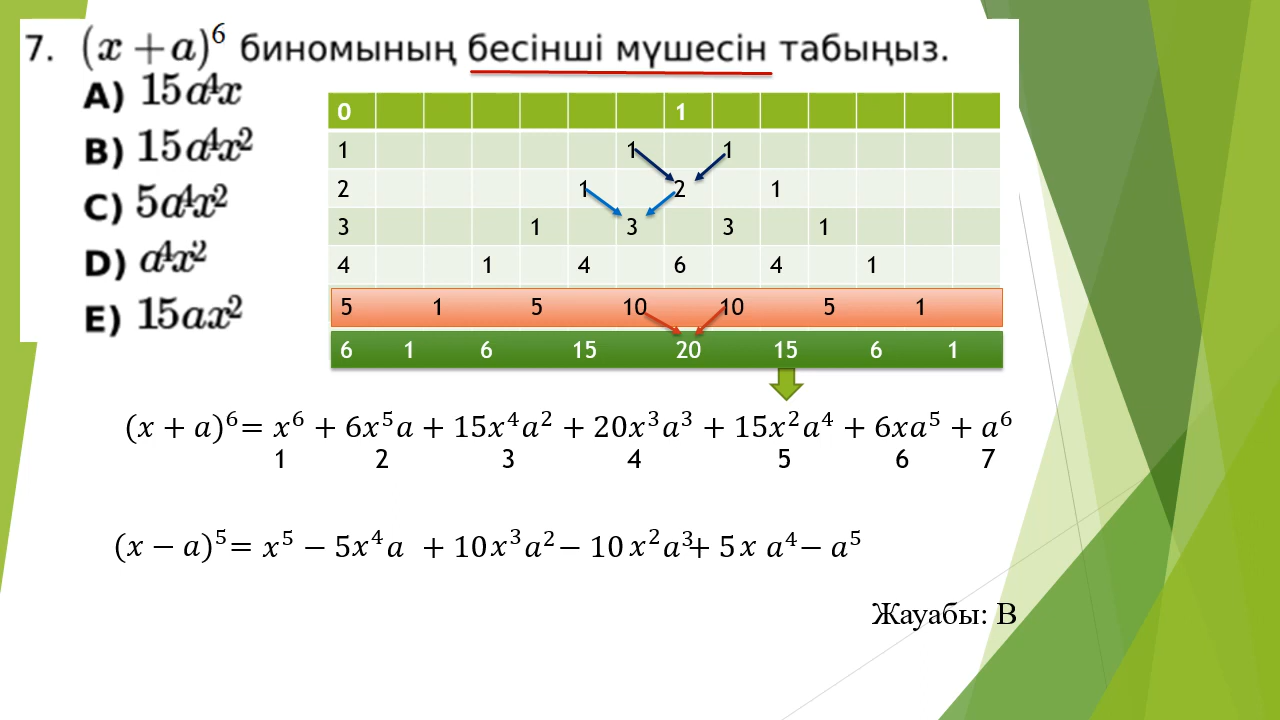 7. (x + a)⁶ биномының бесінші мүшесін табыңыз.
A) 15a⁴x
B) 15a⁴x²
C) 5a⁴x²
D) a⁴x²
E) 15ax²
0 1
1 1 1
2 1 2 1
3 1 3 3 1
4 1 4 6 4 1
5 1 5 10 10 5 1
6 1 6 15 20 15 6 1
(x + a)⁶= x⁶ + 6x⁵a + 15x⁴a² + 20x³a³ + 15x²a⁴ + 6xa⁵ + a⁶
1 2 3 4 5 6 7
(x − a)⁵= x⁵ − 5x⁴a + 10x³a² − 10x²a³ + 5x a⁴ − a⁵
Жауабы: В